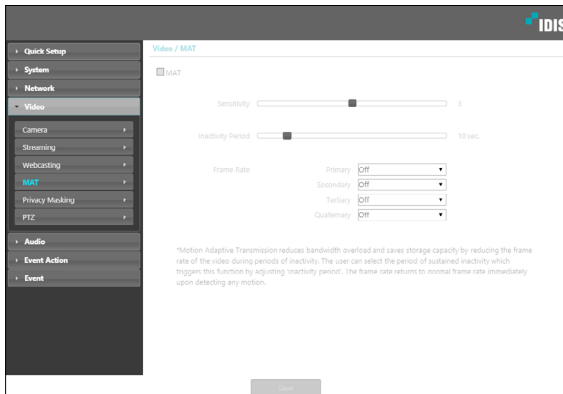 IDIS
Quick Setup
System
Network
Video
Camera
Streaming
Webcasting
MAT
Privacy Masking
PTZ
Audio
Event Action
Event
Video / MAT
MAT
Sensitivity 3
Inactivity Period 10 sec.
Frame Rate Primary Off
Secondary Off
Tertiary Off
Quaternary Off
*Motion Adaptive Transmission reduces bandwidth overload and saves storage capacity by reducing the frame
rate of the video during periods of inactivity. The user can select the period of sustained inactivity which
triggers this function by adjusting 'inactivity period'. The frame rate returns to normal frame rate immediately
upon detecting any motion.
Save